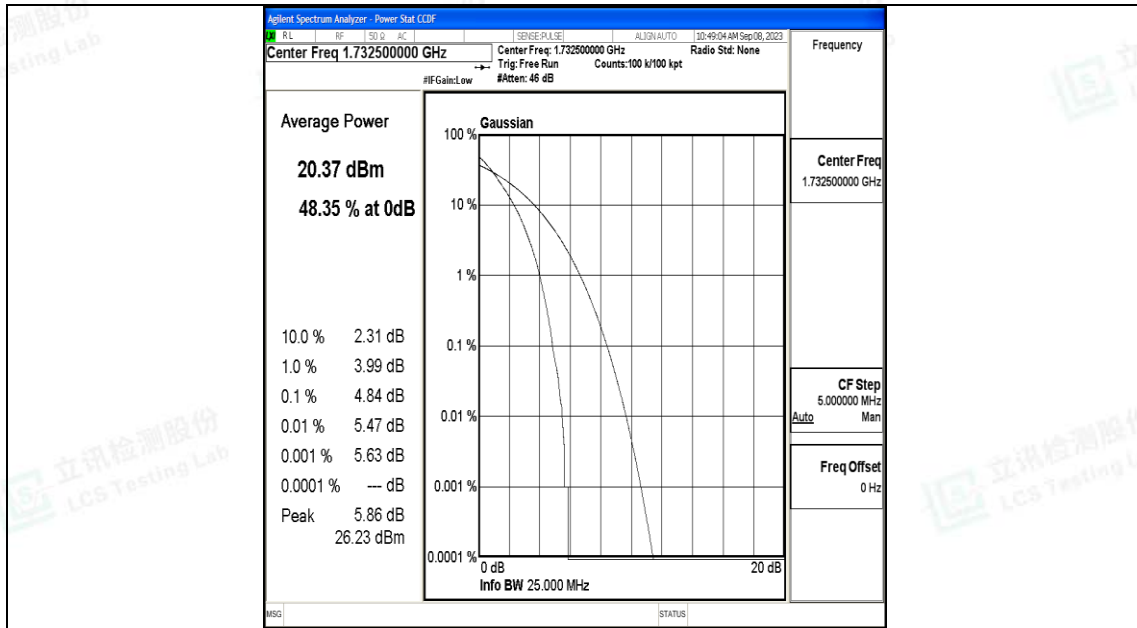 Agilent Spectrum Analyzer - Power Stat CCDF
RL RF 50 Ω AC SENSE:PULSE ALIGN AUTO 10:49:04 AM Sep 08, 2023
Center Freq 1.732500000 GHz
Center Freq: 1.732500000 GHz Radio Std: None
Trig: Free Run Counts:100 k/100 kpt
#IFGain:Low #Atten: 46 dB
Frequency
Average Power
20.37 dBm
48.35 % at 0dB
10.0 % 2.31 dB
1.0 % 3.99 dB
0.1 % 4.84 dB
0.01 % 5.47 dB
0.001 % 5.63 dB
0.0001 % --- dB
Peak 5.86 dB
26.23 dBm
Gaussian
100 %
10 %
1 %
0.1 %
0.01 %
0.001 %
0.0001 %
0 dB 20 dB
Info BW 25.000 MHz
Center Freq
1.732500000 GHz
CF Step
5.000000 MHz
Auto Man
Freq Offset
0 Hz
MSG STATUS
立讯检测股份
LCS Testing Lab
立讯检测股份
LCS Testing L